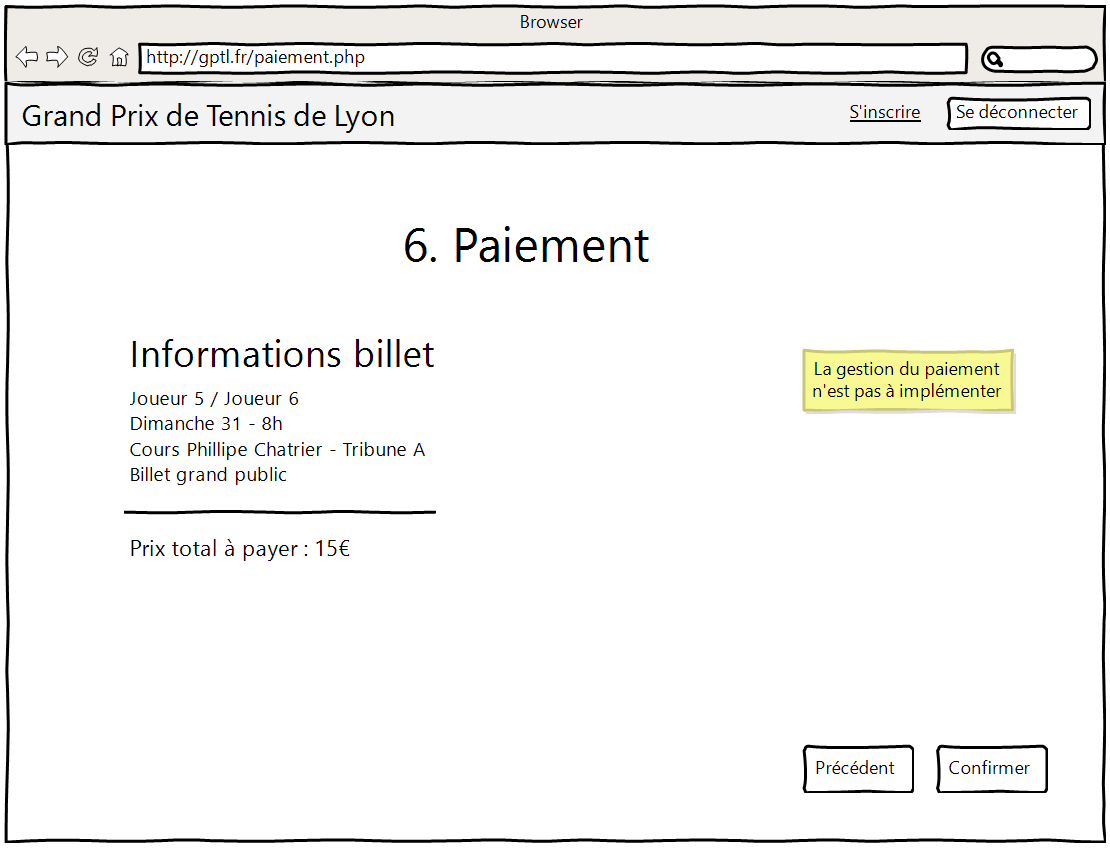 Browser
http://gptl.fr/paiement.php
Grand Prix de Tennis de Lyon
S'inscrire
Se déconnecter
6. Paiement
Informations billet
Joueur 5 / Joueur 6
Dimanche 31 - 8h
Cours Phillipe Chatrier - Tribune A
Billet grand public
Prix total à payer : 15€
La gestion du paiement
n'est pas à implémenter
Précédent
Confirmer